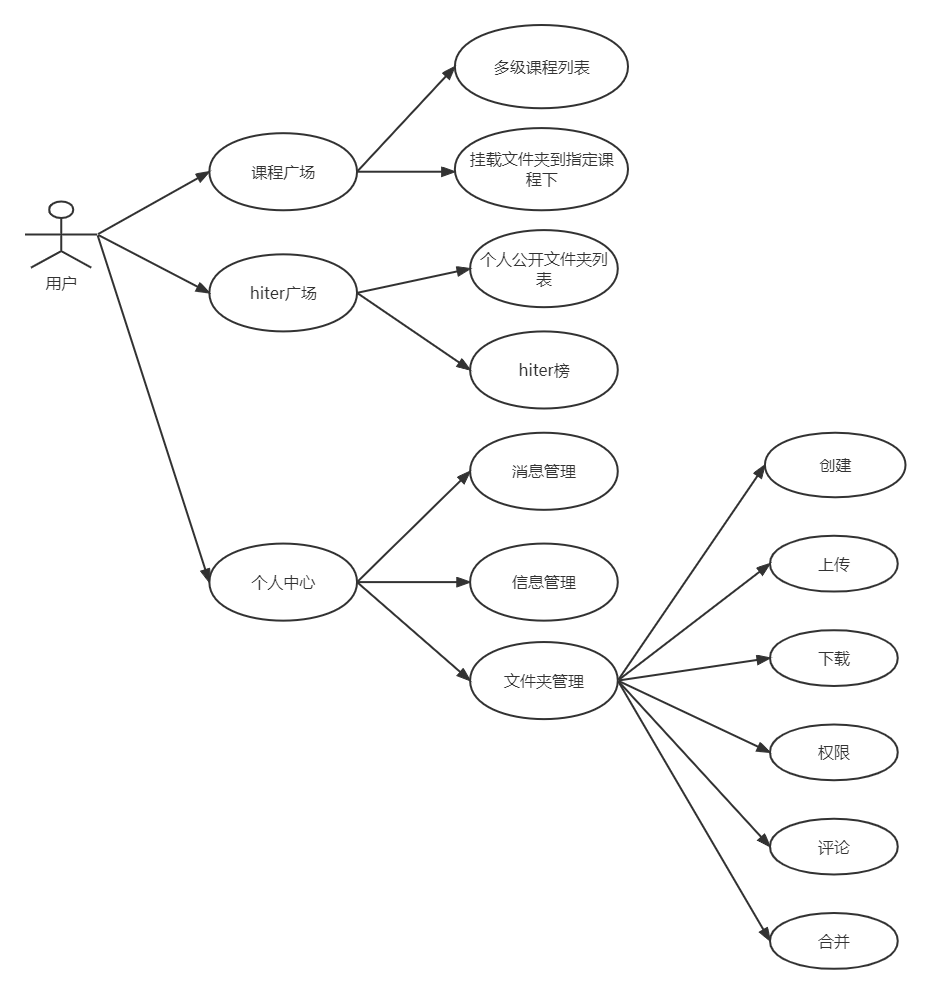 多级课程列表
课程广场
挂载文件夹到指定课
程下
用户
hiter广场
个人公开文件夹列
表
hiter榜
个人中心
消息管理
信息管理
文件夹管理
创建
上传
下载
权限
评论
合并